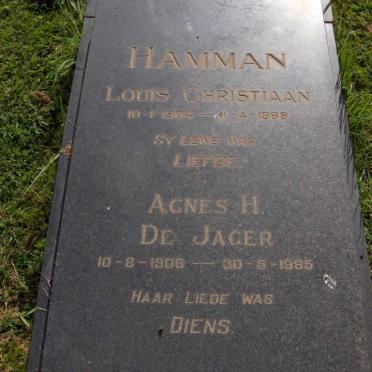 HAMMAN
LOUIS CHRISTIAAN
SY LEWE WAS
LIEFDE.
AGNES H.
DE JAGER
10-8-1906 — 30-5-1985
HAAR LIEDE WAS
DIENS.